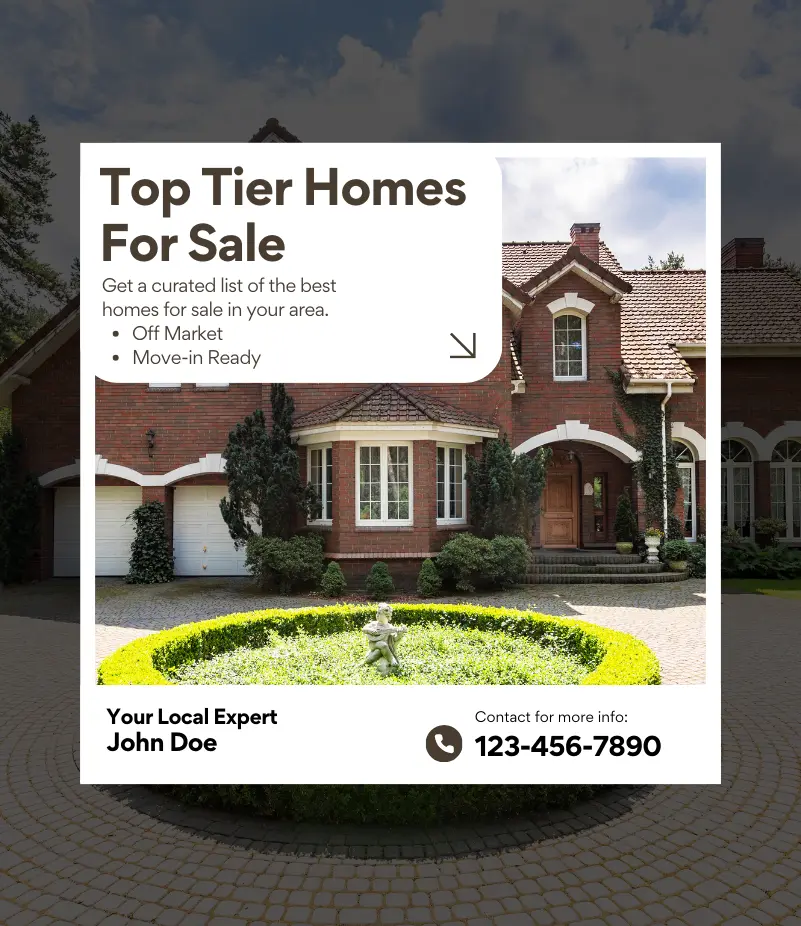 Top Tier Homes
For Sale
Get a curated list of the best
homes for sale in your area.
• Off Market
• Move-in Ready
Your Local Expert
John Doe
Contact for more info:
123-456-7890